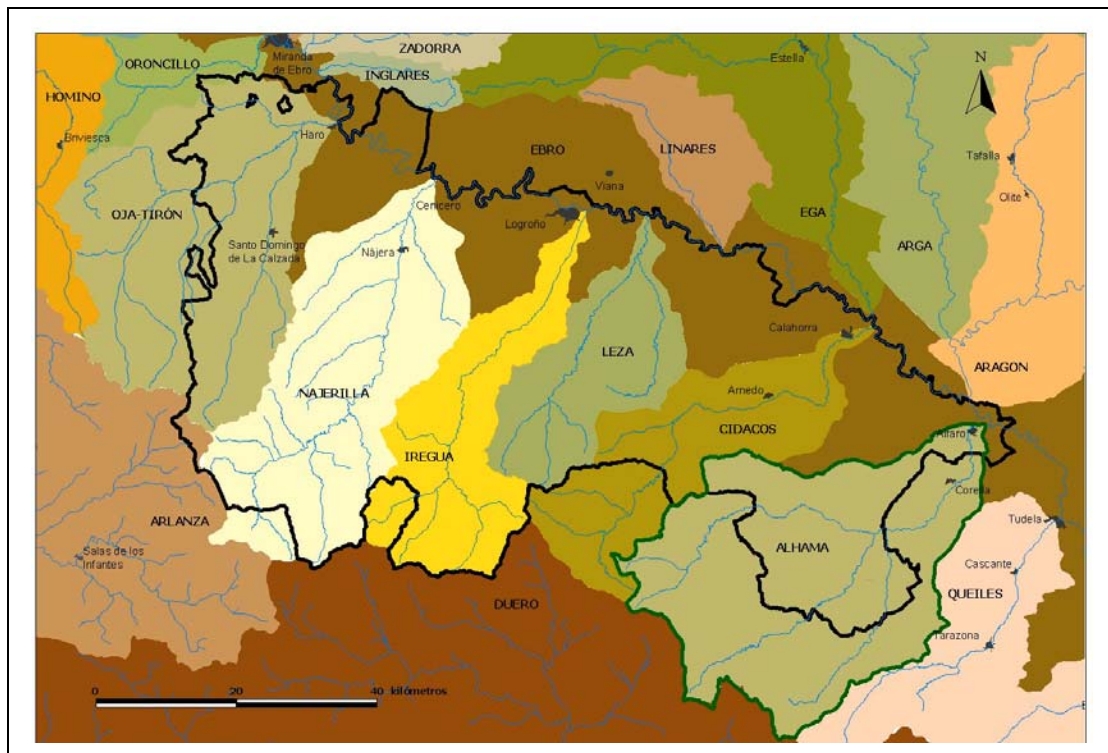 ZADORRA
Miranda
de Ebro
ORONCILLO
INGLARES
Estella
N
HOMINO
Briviesca
Haro
EBRO
LINARES
Viana
Tafalla
Olite
OJA-TIRÓN
Cenicero
Logroño
EGA
ARGA
Santo Domingo
de La Calzada
Nájera
Calahorra
LEZA
ARAGON
NAJERILLA
Arnedo
CIDACOS
IREGUA
Alfaro
Corella
ARLANZA
Tudela
Salas de los
Infantes
ALHAMA
Cascante
DUERO
QUEILES
Tarazona
0 20 40 kilómetros